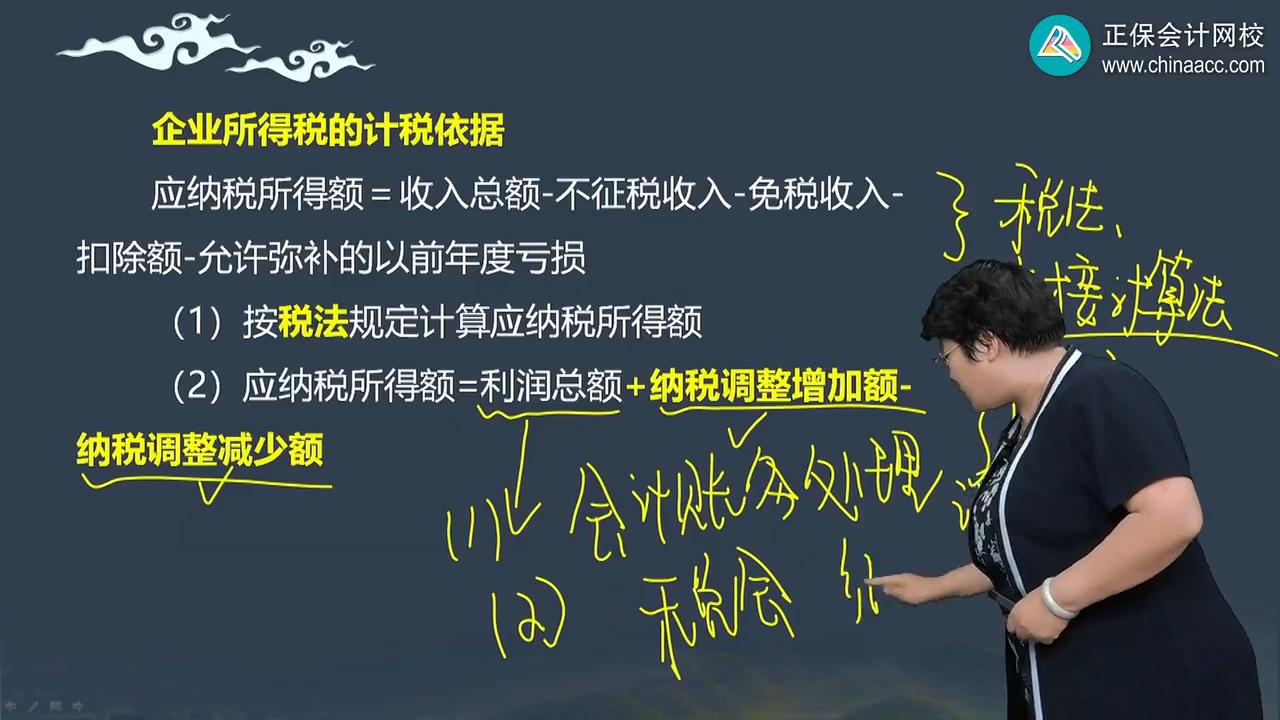 正保会计网校
www.chinaacc.com
企业所得税的计税依据
应纳税所得额＝收入总额-不征税收入-免税收入-
扣除额-允许弥补的以前年度亏损
（1）按税法规定计算应纳税所得额
（2）应纳税所得额=利润总额+纳税调整增加额-
纳税调整减少额
税法、
接计算法
(1) 会计账务处理
(2) 税会